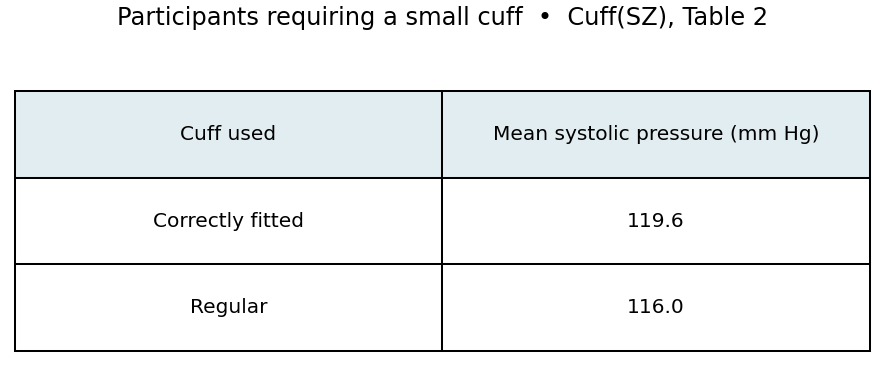 Participants requiring a small cuff • Cuff(SZ), Table 2
Cuff used Mean systolic pressure (mm Hg)
Correctly fitted 119.6
Regular 116.0